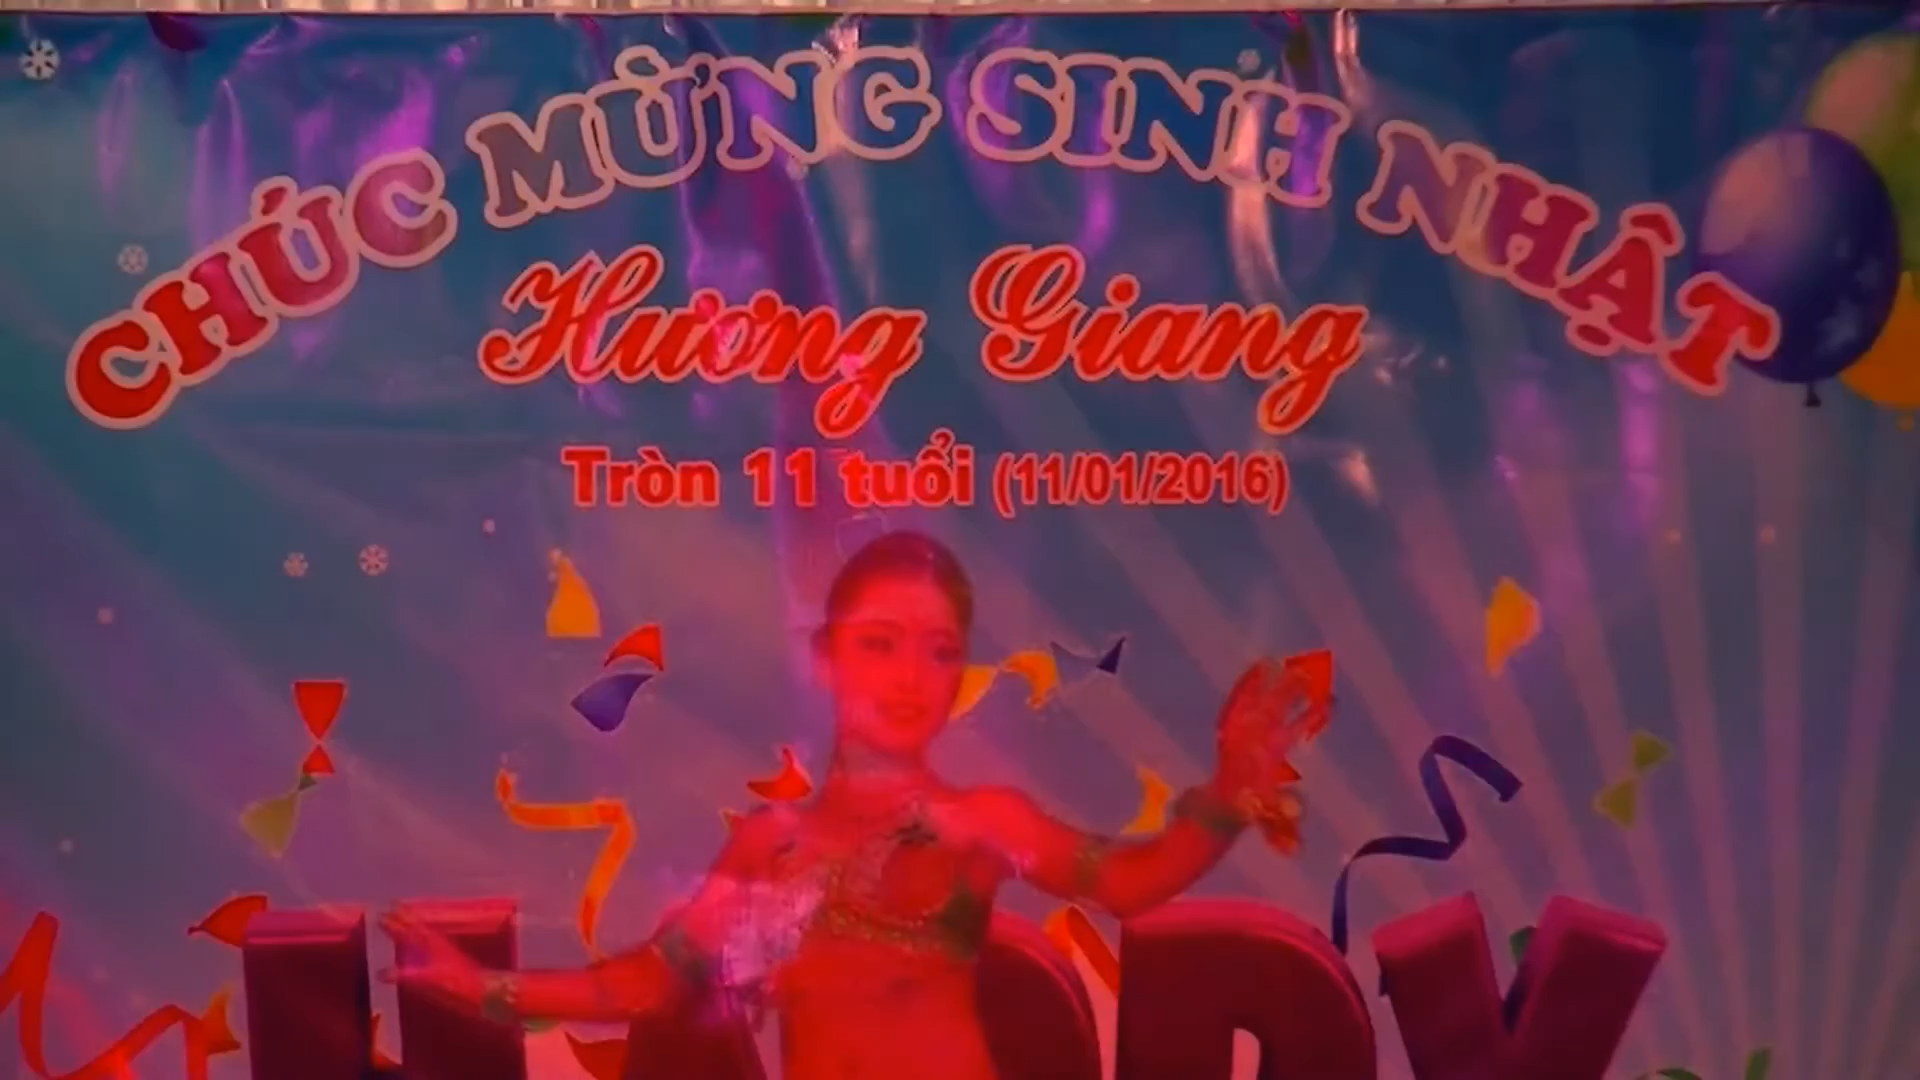 CHÚC MỪNG SINH NHẬT
Hương Giang
Tròn 11 tuổi (11/01/2016)